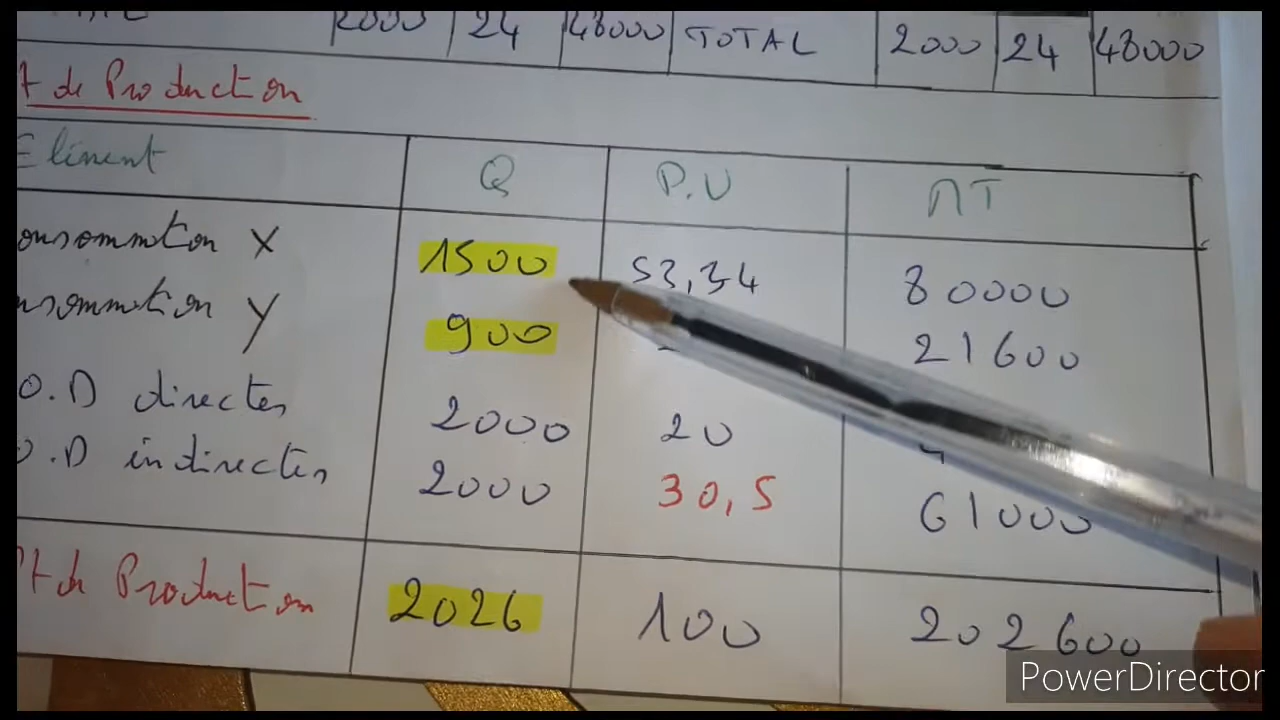 2000 24 48000 TOTAL 2000 24 48000
t de Production
Element Q P.U MT
onsommation X 1500 53,34 80000
nsommation Y 900 21600
O.D directes 2000 20
O.D indirectes 2000 30,5 61000
t de Production 2026 100 202600
PowerDirector